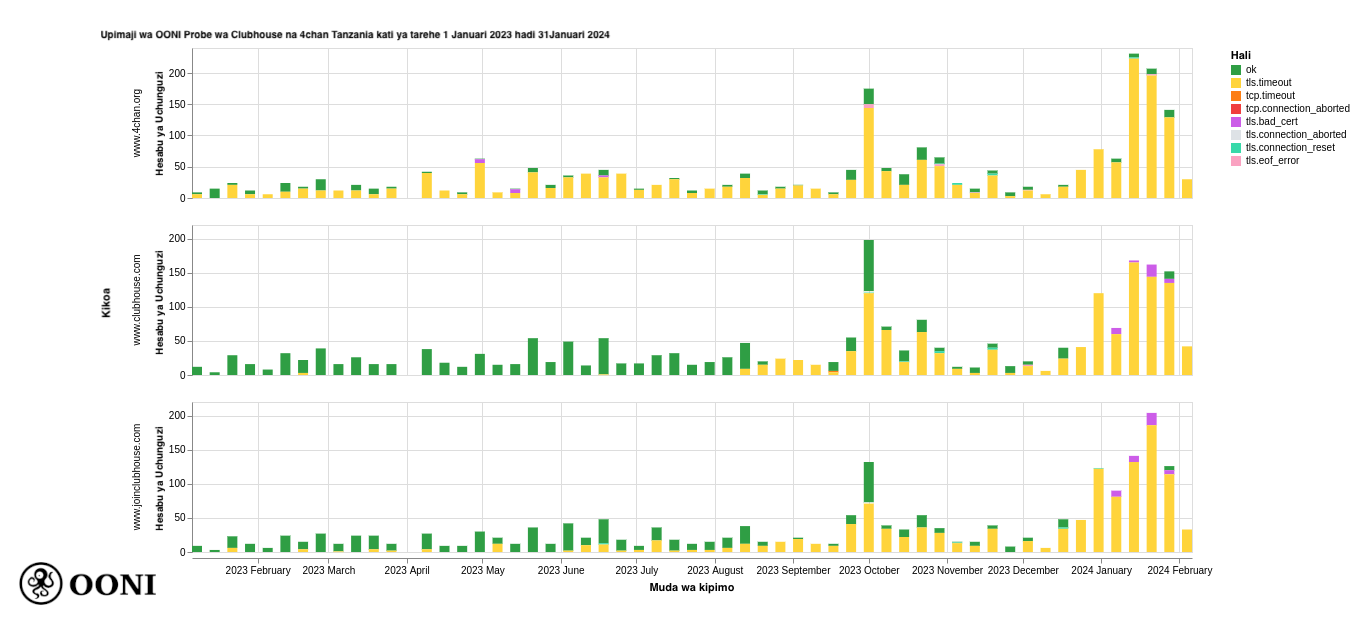 Upimaji wa OONI Probe wa Clubhouse na 4chan Tanzania kati ya tarehe 1 Januari 2023 hadi 31Januari 2024
Hali
ok
tls.timeout
tcp.timeout
tcp.connection_aborted
tls.bad_cert
tls.connection_aborted
tls.connection_reset
tls.eof_error
Kikoa
www.4chan.org
Hesabu ya Uchunguzi
200
150
100
50
0
www.clubhouse.com
Hesabu ya Uchunguzi
200
150
100
50
0
www.joinclubhouse.com
Hesabu ya Uchunguzi
200
150
100
50
0
2023 February 2023 March 2023 April 2023 May 2023 June 2023 July 2023 August 2023 September 2023 October 2023 November 2023 December 2024 January 2024 February
Muda wa kipimo
OONI